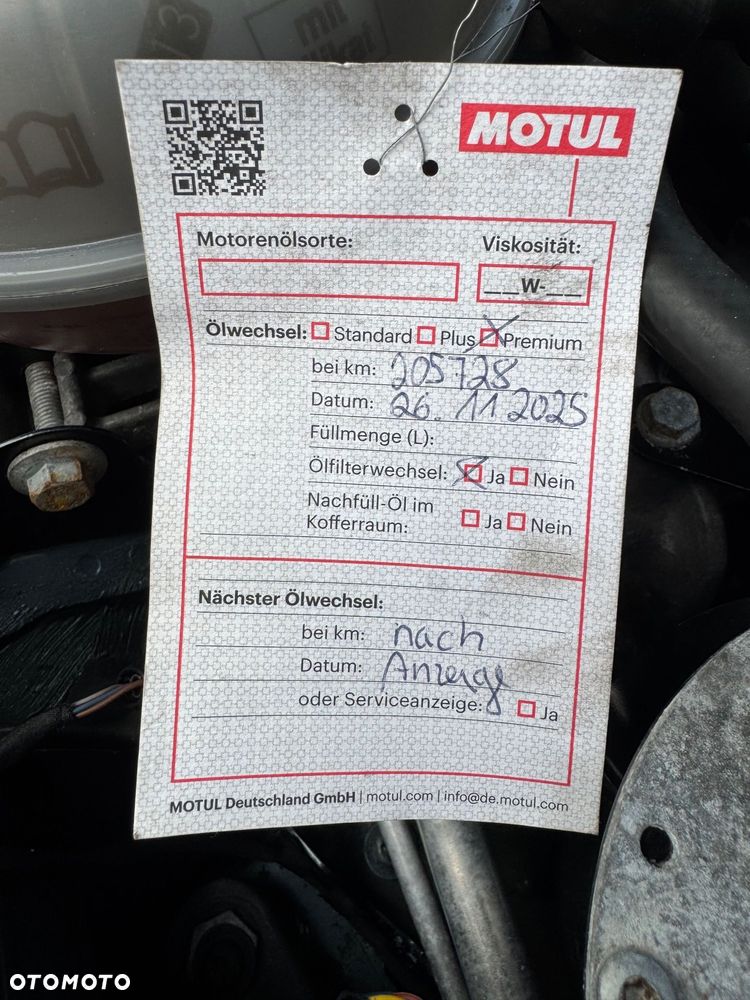 13
mit
MOTUL
Motorenölsorte:
Viskosität:
__W-__
Ölwechsel: Standard Plus Premium
bei km: 205728
Datum: 26.11.2025
Füllmenge (L):
Ölfilterwechsel: Ja Nein
Nachfüll-Öl im
Kofferraum: Ja Nein
Nächster Ölwechsel:
bei km: nach
Datum: Anzeige
oder Serviceanzeige: Ja
MOTUL Deutschland GmbH | motul.com | info@de.motul.com
OTOMOTO